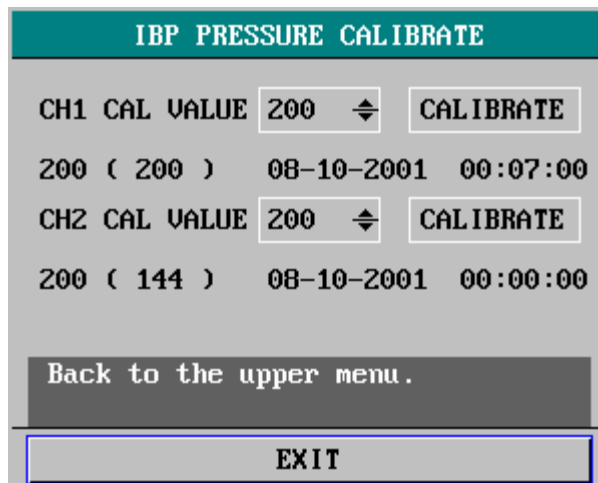 IBP PRESSURE CALIBRATE
CH1 CAL VALUE 200 CALIBRATE
200 ( 200 ) 08-10-2001 00:07:00
CH2 CAL VALUE 200 CALIBRATE
200 ( 144 ) 08-10-2001 00:00:00
Back to the upper menu.
EXIT